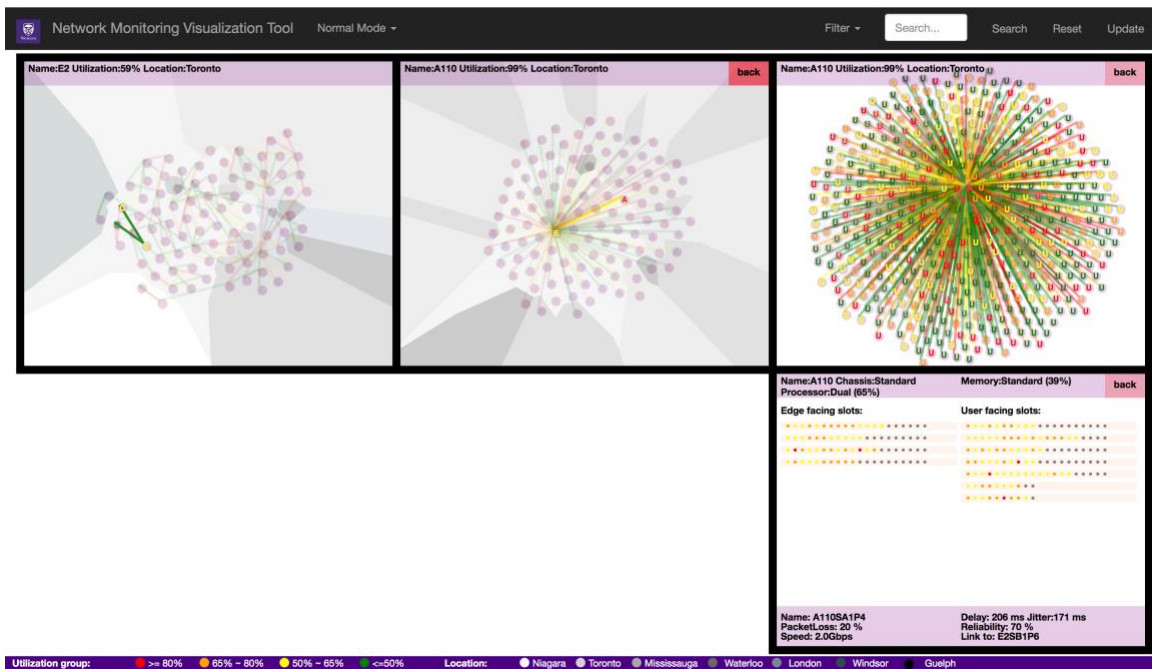 Network Monitoring Visualization Tool Normal Mode Filter Search... Search Reset Update
Name:E2 Utilization:59% Location:Toronto
Name:A110 Utilization:99% Location:Toronto back
A
Name:A110 Utilization:99% Location:Toronto back
U
Name:A110 Chassis:Standard Memory:Standard (39%) back
Processor:Dual (65%)
Edge facing slots: User facing slots:
Name: A110SA1P4 Delay: 206 ms Jitter:171 ms
PacketLoss: 20 % Reliability: 70 %
Speed: 2.0Gbps Link to: E2SB1P6
Utilization group: >= 80% 65% ~ 80% 50% ~ 65% <=50% Location: Niagara Toronto Mississauga Waterloo London Windsor Guelph